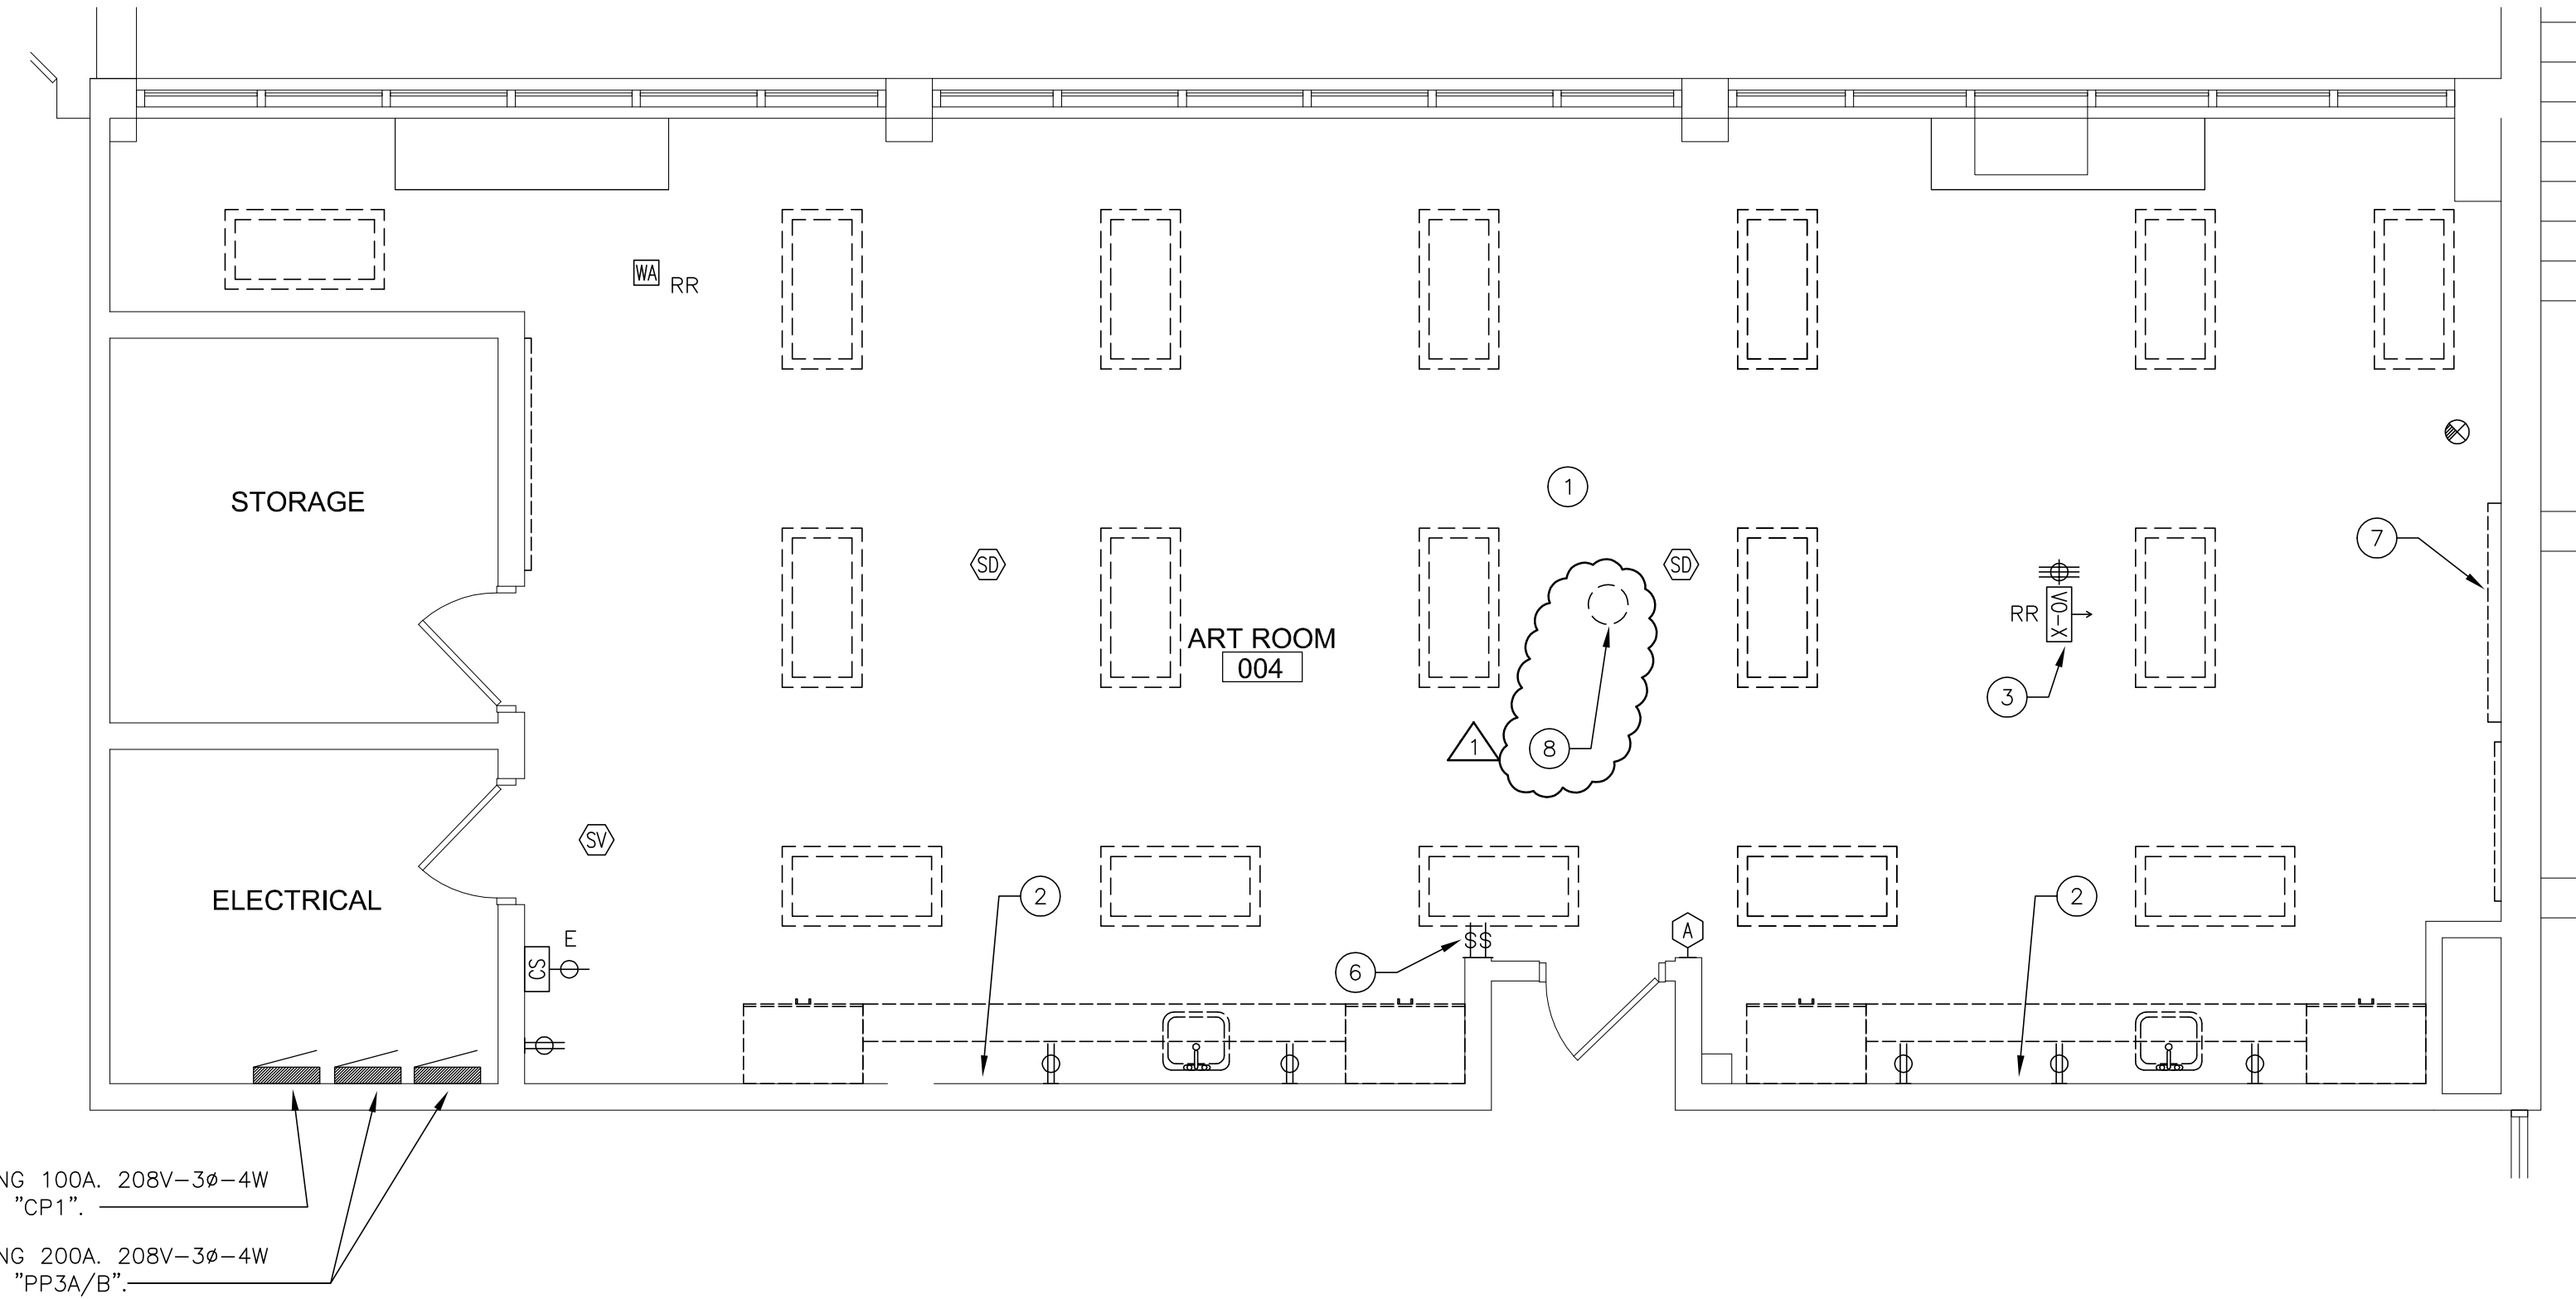 WA
RR
STORAGE
1
7
SD
SD
RR
VO-X
ART ROOM
004
3
1
8
SV
ELECTRICAL
2
2
A
$$
E
CS
6
NG 100A. 208V-3ø-4W
"CP1".
NG 200A. 208V-3ø-4W
"PP3A/B".